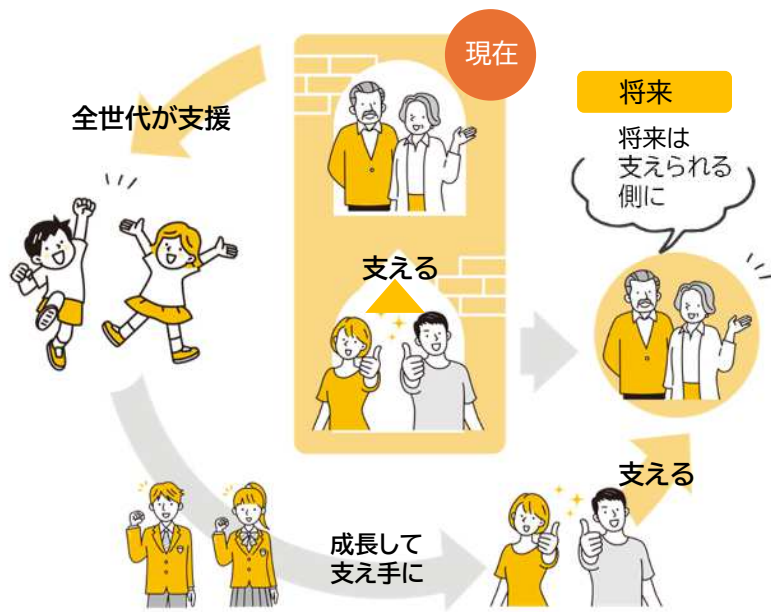 現在
全世代が支援
支える
将来
将来は
支えられる
側に
支える
成長して
支え手に